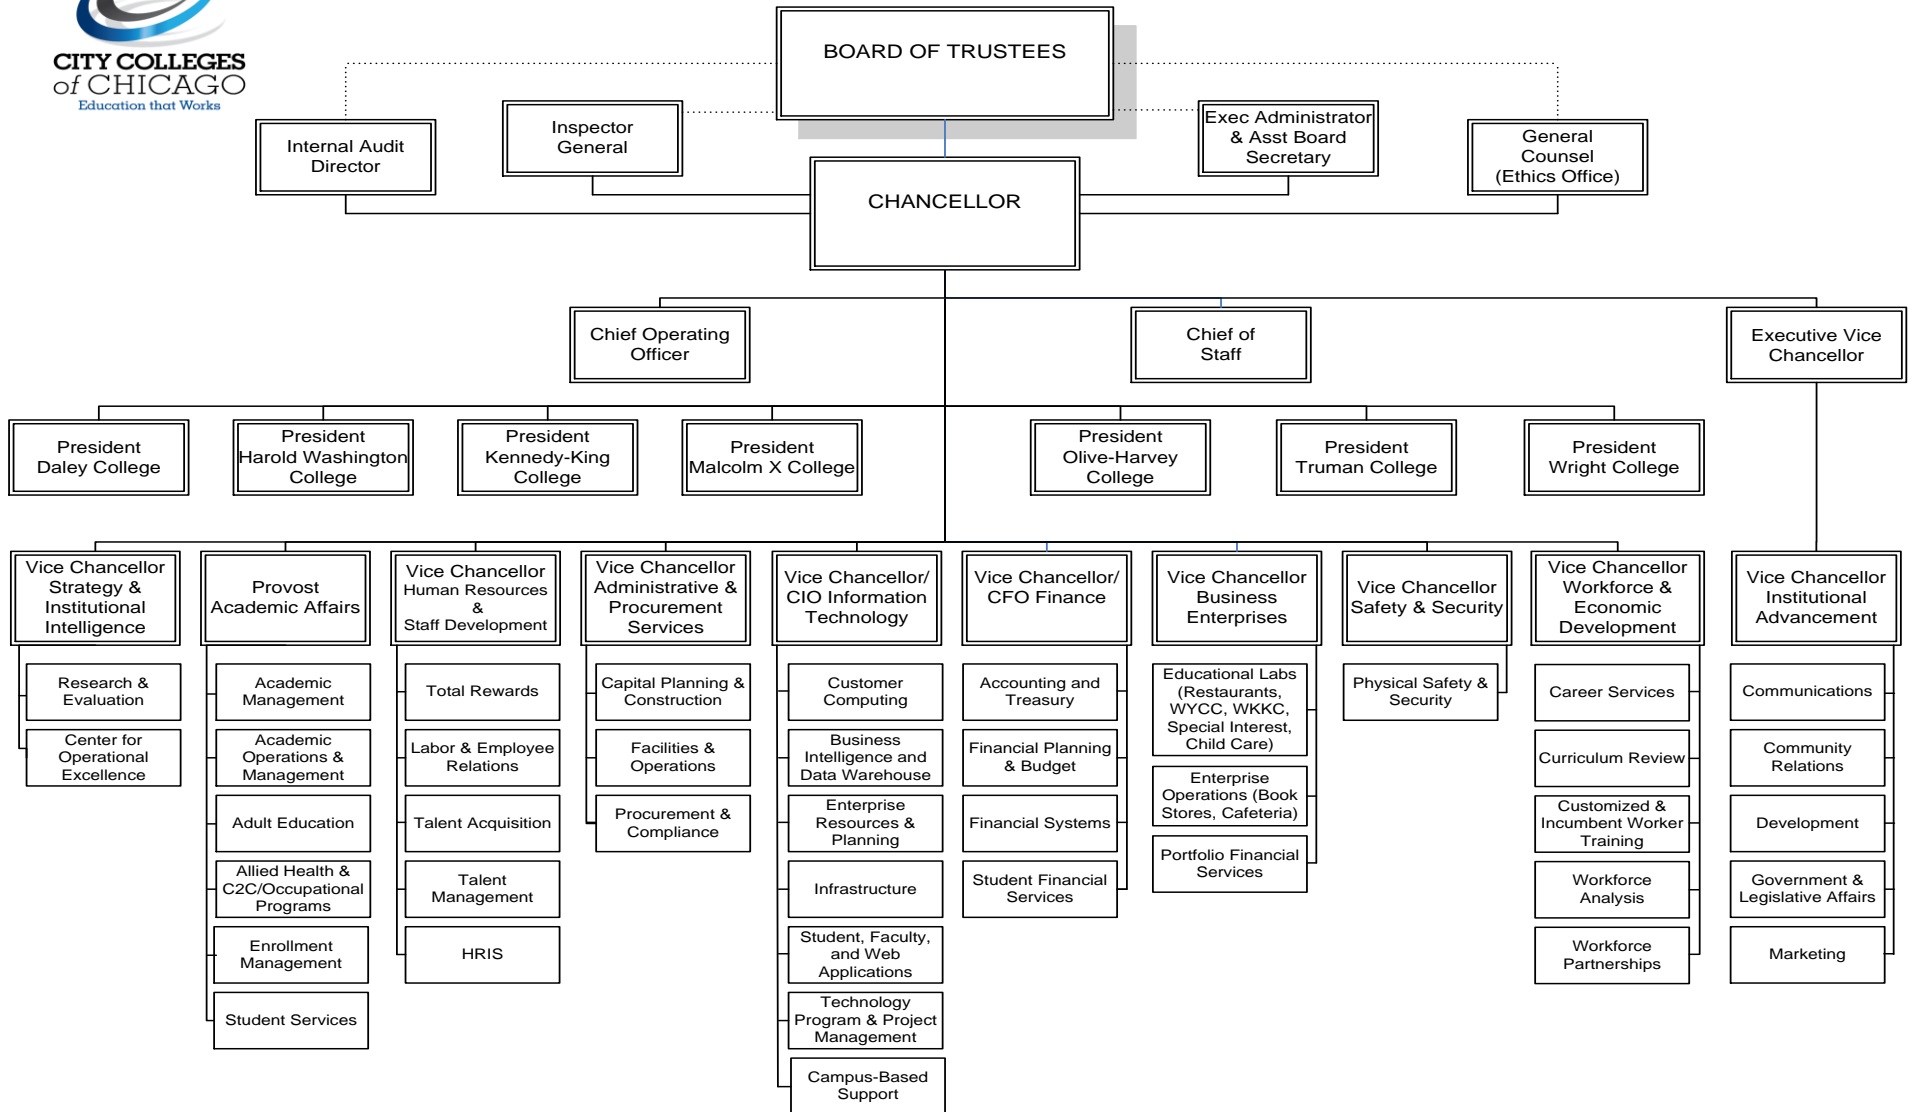 CITY COLLEGES
of CHICAGO
Education that Works
BOARD OF TRUSTEES
Internal Audit
Director
Inspector
General
Exec Administrator
& Asst Board
Secretary
General
Counsel
(Ethics Office)
CHANCELLOR
Chief Operating
Officer
Chief of
Staff
Executive Vice
Chancellor
President
Daley College
President
Harold Washington
College
President
Kennedy-King
College
President
Malcolm X College
President
Olive-Harvey
College
President
Truman College
President
Wright College
Vice Chancellor
Strategy &
Institutional
Intelligence
Research &
Evaluation
Center for
Operational
Excellence
Provost
Academic Affairs
Academic
Management
Academic
Operations &
Management
Adult Education
Allied Health &
C2C/Occupational
Programs
Enrollment
Management
Student Services
Vice Chancellor
Human Resources
&
Staff Development
Total Rewards
Labor & Employee
Relations
Talent Acquisition
Talent
Management
HRIS
Vice Chancellor
Administrative &
Procurement
Services
Capital Planning &
Construction
Facilities &
Operations
Procurement &
Compliance
Vice Chancellor/
CIO Information
Technology
Customer
Computing
Business
Intelligence and
Data Warehouse
Enterprise
Resources &
Planning
Infrastructure
Student, Faculty,
and Web
Applications
Technology
Program & Project
Management
Campus-Based
Support
Vice Chancellor/
CFO Finance
Accounting and
Treasury
Financial Planning
& Budget
Financial Systems
Student Financial
Services
Vice Chancellor
Business
Enterprises
Educational Labs
(Restaurants,
WYCC, WKKC,
Special Interest,
Child Care)
Enterprise
Operations (Book
Stores, Cafeteria)
Portfolio Financial
Services
Vice Chancellor
Safety & Security
Physical Safety &
Security
Vice Chancellor
Workforce &
Economic
Development
Career Services
Curriculum Review
Customized &
Incumbent Worker
Training
Workforce
Analysis
Workforce
Partnerships
Vice Chancellor
Institutional
Advancement
Communications
Community
Relations
Development
Government &
Legislative Affairs
Marketing